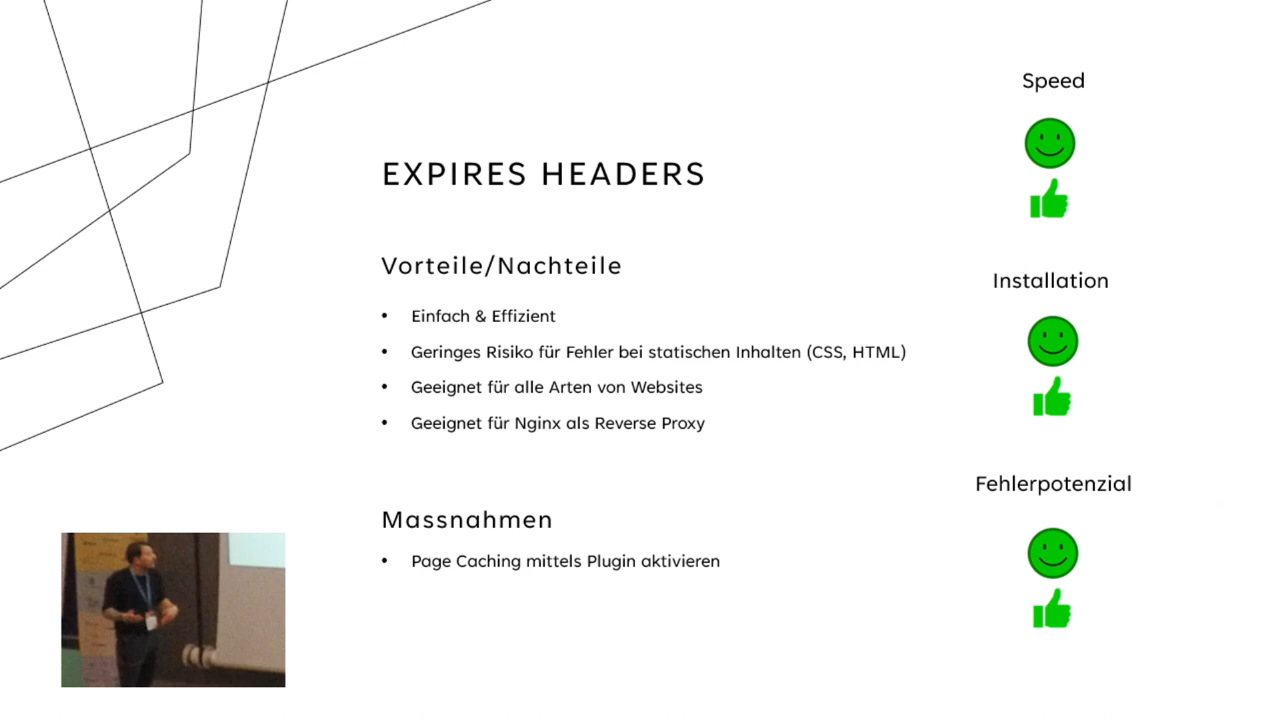 EXPIRES HEADERS
Vorteile/Nachteile
• Einfach & Effizient
• Geringes Risiko für Fehler bei statischen Inhalten (CSS, HTML)
• Geeignet für alle Arten von Websites
• Geeignet für Nginx als Reverse Proxy
Massnahmen
• Page Caching mittels Plugin aktivieren
Speed
Installation
Fehlerpotenzial